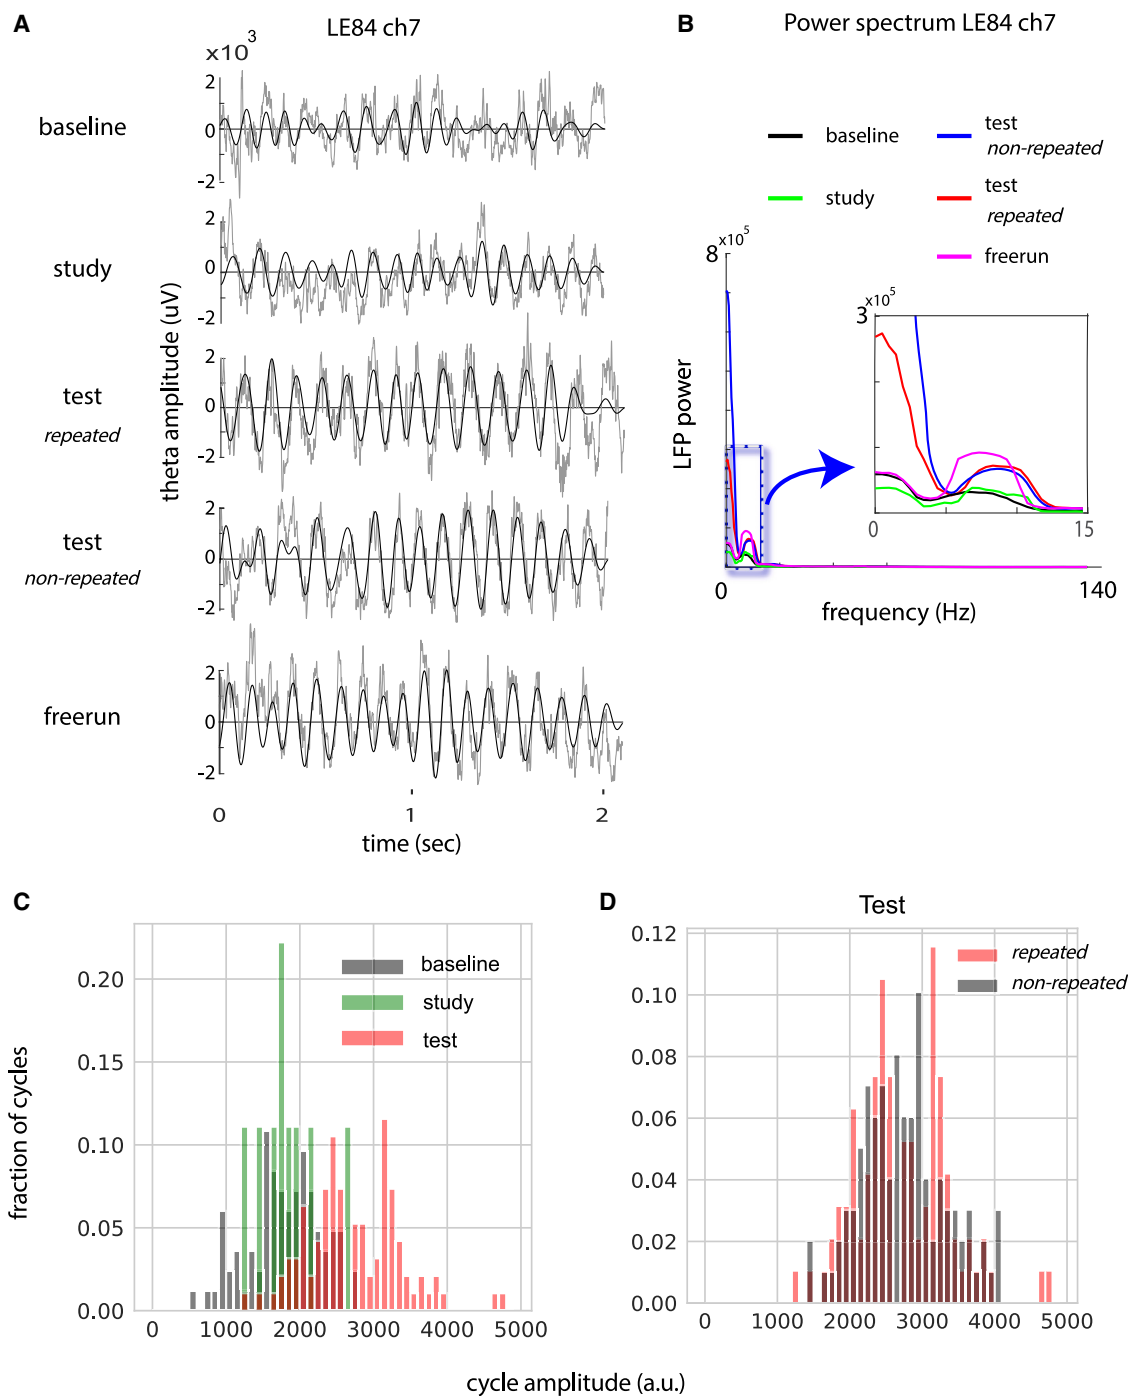 A
LE84 ch7
×10³
baseline
2
0
-2
study
2
0
-2
theta amplitude (uV)
test
repeated
2
0
-2
test
non-repeated
2
0
-2
freerun
2
0
-2
0
1
2
time (sec)
B
Power spectrum LE84 ch7
baseline
test
non-repeated
study
test
repeated
freerun
8 ×10⁵
LFP power
0
140
frequency (Hz)
3 ×10⁵
0
0
15
C
baseline
study
test
0.20
0.15
0.10
0.05
0.00
fraction of cycles
0 1000 2000 3000 4000 5000
D
Test
repeated
non-repeated
0.12
0.10
0.08
0.06
0.04
0.02
0.00
0 1000 2000 3000 4000 5000
cycle amplitude (a.u.)